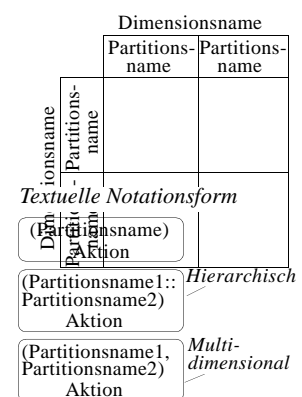 Dimensionsname
Partitions-
name
Partitions-
name
Partitions-
name
Textuelle Notationsform
(Partitionsname)
Aktion
(Partitionsname1::
Partitionsname2)
Aktion
Hierarchisch
(Partitionsname1,
Partitionsname2)
Aktion
Multi-
dimensional